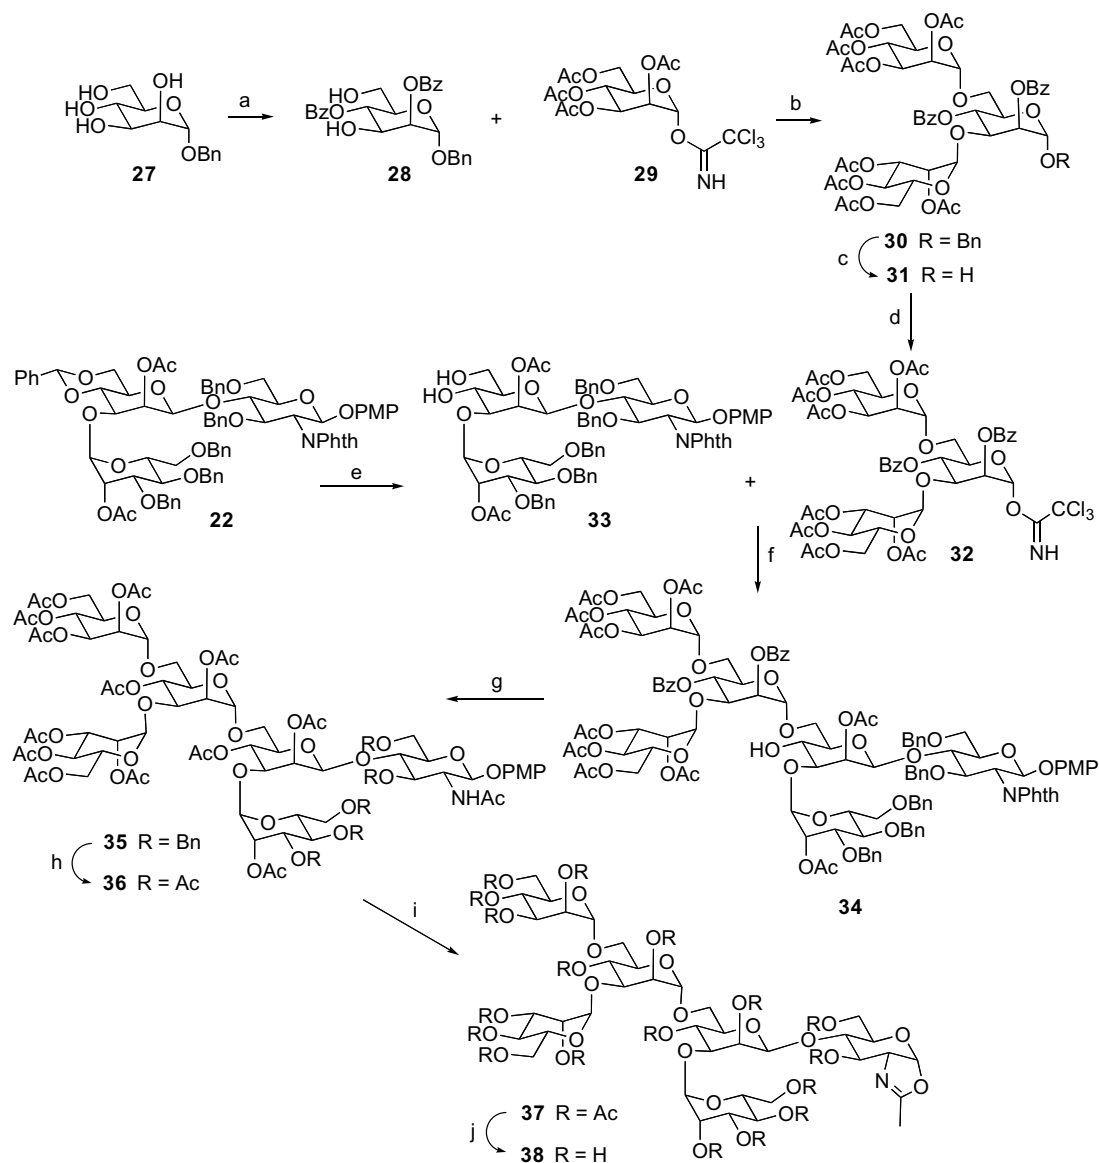 HO
OH
HO
HO
O
OBn
27
a
HO
OBz
BzO
HO
O
OBn
28
+
AcO
OAc
AcO
AcO
O
O
CCl3
NH
29
b
AcO
OAc
AcO
AcO
O
O
OBz
BzO
O
O
OR
AcO
AcO
AcO
O
OAc
30 R = Bn
c
31 R = H
d
Ph
O
O
OAc
O
O
O
BnO
BnO
O
OPMP
NPhth
O
OBn
OBn
OBn
AcO
22
e
HO
HO
OAc
O
O
O
BnO
BnO
O
OPMP
NPhth
O
OBn
OBn
OBn
AcO
33
+
AcO
OAc
AcO
AcO
O
O
OBz
BzO
O
O
O
CCl3
NH
AcO
AcO
AcO
O
OAc
32
f
AcO
OAc
AcO
AcO
O
O
OBz
BzO
O
O
AcO
AcO
AcO
O
OAc
O
OAc
HO
O
O
O
BnO
BnO
O
OPMP
NPhth
O
OBn
OBn
OBn
AcO
34
g
AcO
OAc
AcO
AcO
O
O
OAc
AcO
O
O
AcO
AcO
AcO
O
OAc
O
OAc
AcO
O
O
O
RO
RO
O
OPMP
NHAc
O
OR
OR
OR
AcO
35 R = Bn
h
36 R = Ac
i
RO
OR
RO
RO
O
O
OR
RO
O
O
RO
RO
RO
O
OR
O
OR
RO
O
O
O
RO
RO
O
N
O
O
OR
OR
OR
RO
37 R = Ac
j
38 R = H